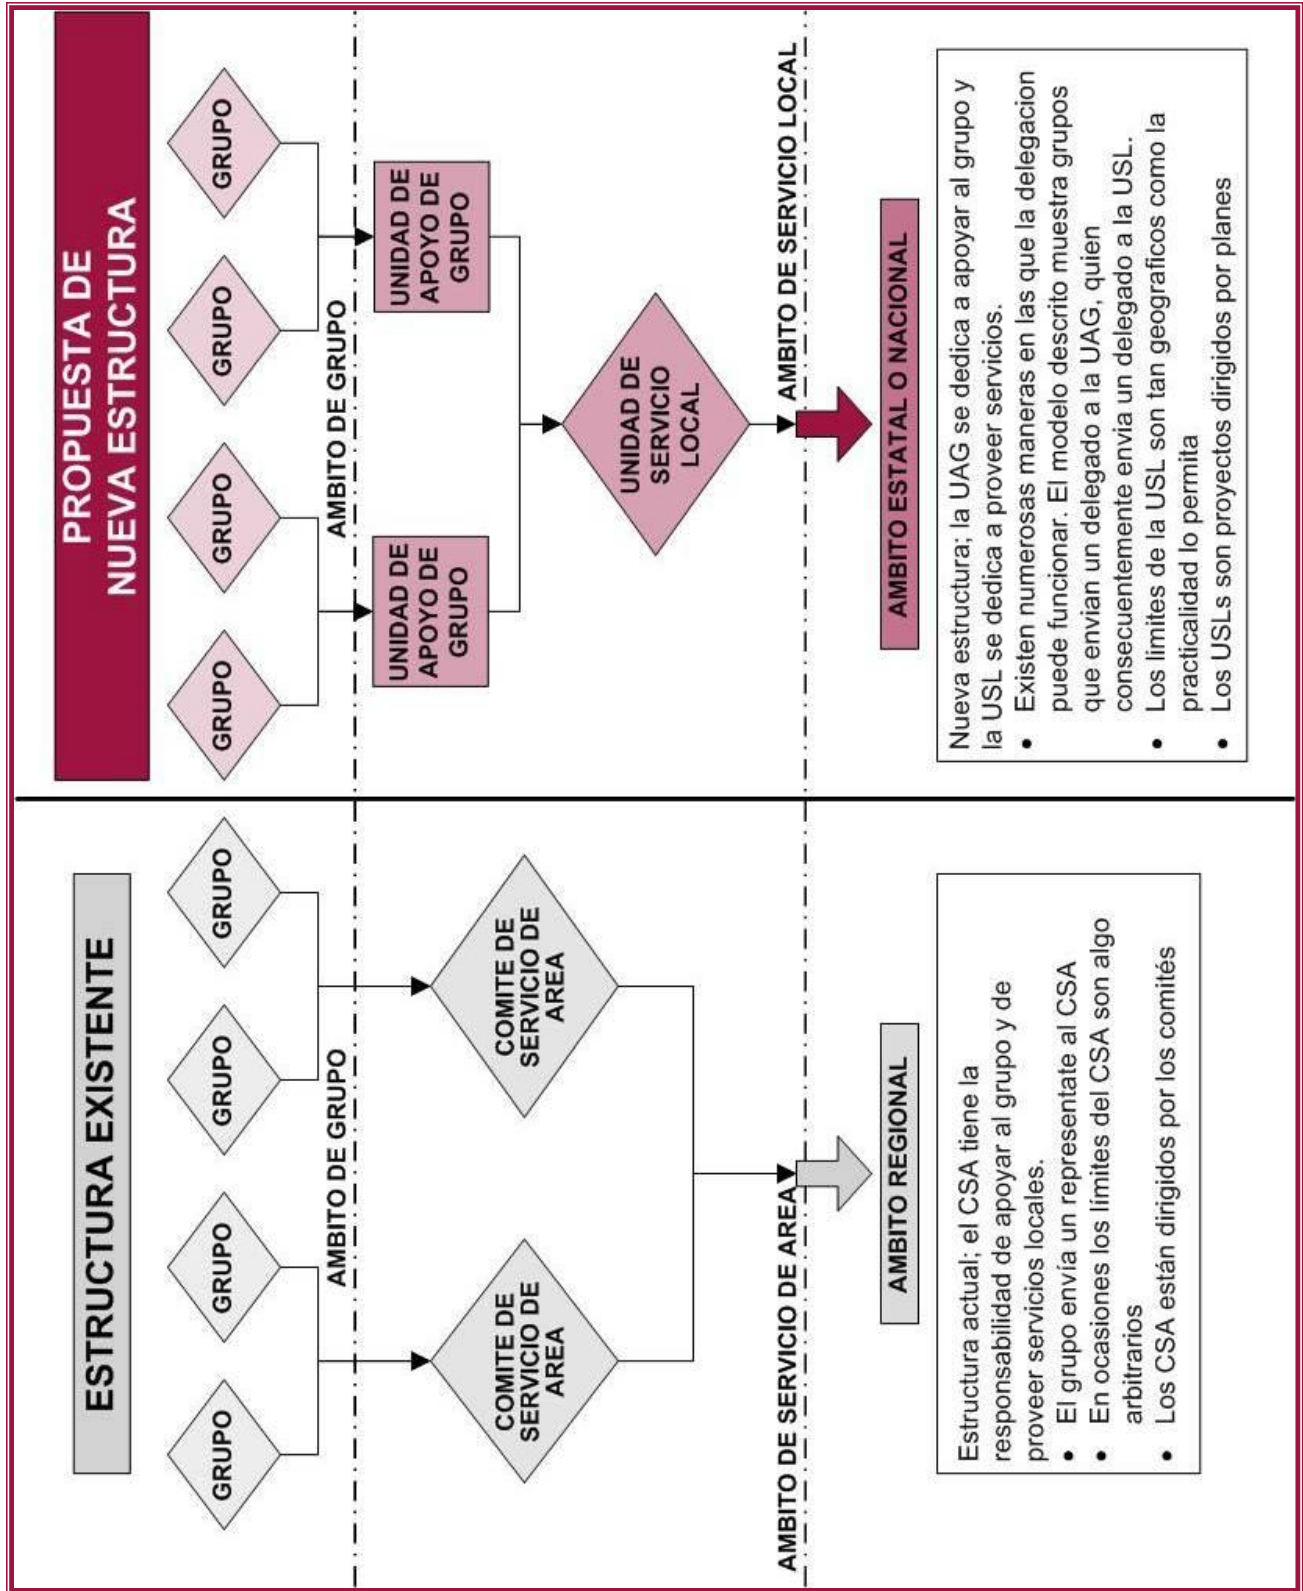 ESTRUCTURA EXISTENTE
GRUPO
GRUPO
GRUPO
GRUPO
AMBITO DE GRUPO
AMBITO DE GRUPO
COMITE DE
SERVICIO DE
AREA
COMITE DE
SERVICIO DE
AREA
AMBITO DE SERVICIO DE AREA
AMBITO REGIONAL
Estructura actual; el CSA tiene la
responsabilidad de apoyar al grupo y de
proveer servicios locales.
• El grupo envía un representate al CSA
• En ocasiones los límites del CSA son algo
arbitrarios
• Los CSA están dirigidos por los comités
PROPUESTA DE
NUEVA ESTRUCTURA
GRUPO
GRUPO
GRUPO
GRUPO
UNIDAD DE
APOYO DE
GRUPO
UNIDAD DE
APOYO DE
GRUPO
UNIDAD DE
SERVICIO
LOCAL
AMBITO DE SERVICIO LOCAL
AMBITO ESTATAL O NACIONAL
Nueva estructura; la UAG se dedica a apoyar al grupo y
la USL se dedica a proveer servicios.
• Existen numerosas maneras en las que la delegacion
puede funcionar. El modelo descrito muestra grupos
que envian un delegado a la UAG, quien
consecuentemente envia un delegado a la USL.
• Los limites de la USL son tan geograficos como la
practicalidad lo permita
• Los USLs son proyectos dirigidos por planes